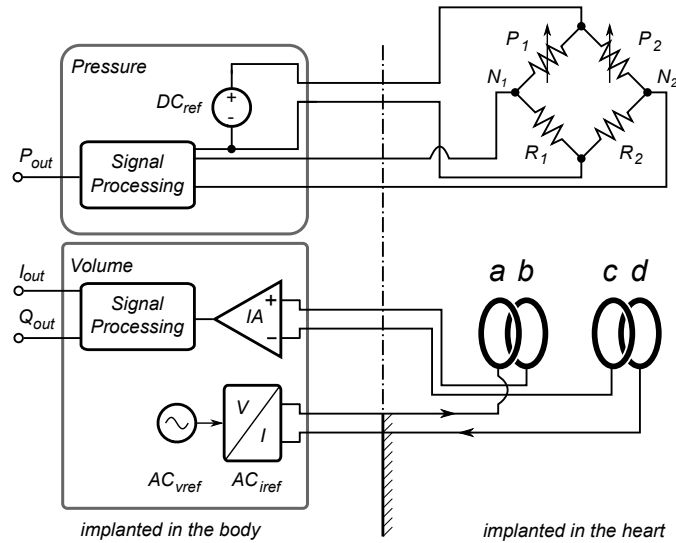 Pressure
DCref
+
-
Pout
Signal
Processing
P1
P2
N1
N2
R1
R2
Volume
Iout
Qout
Signal
Processing
IA
+
−
a b c d
V
I
ACvref
ACiref
implanted in the body
implanted in the heart